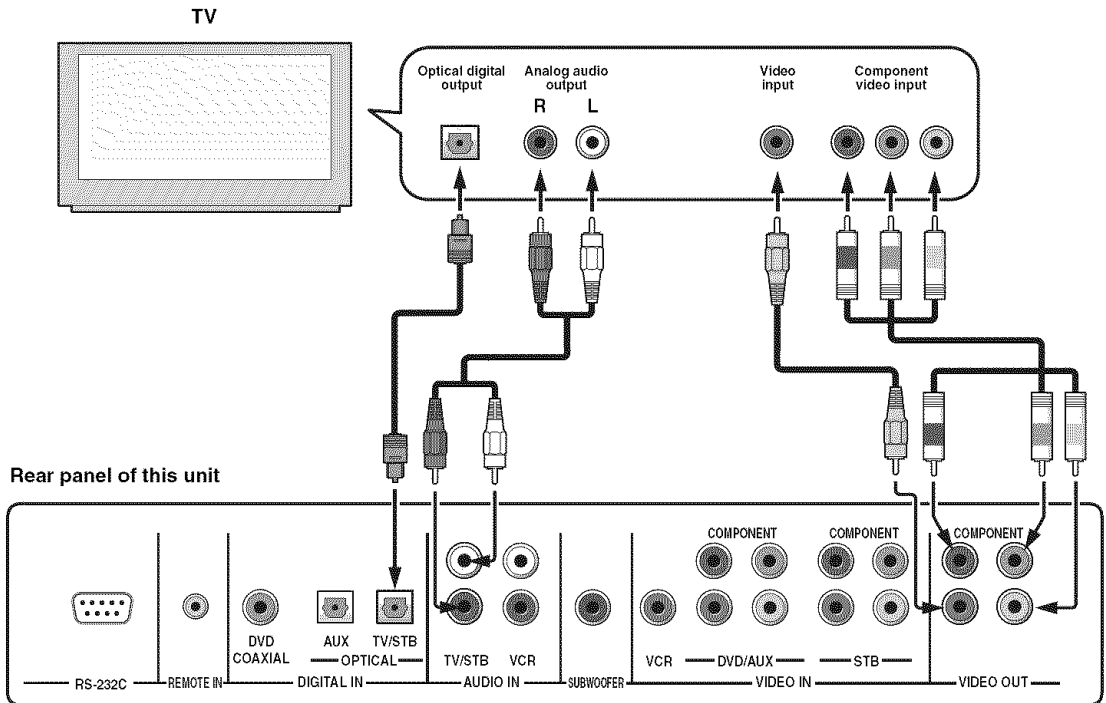 TV
Optical digital output
Analog audio output
R L
Video input
Component video input
Rear panel of this unit
COMPONENT COMPONENT COMPONENT
DVD COAXIAL
AUX TV/STB
OPTICAL
TV/STB VCR
VCR DVD/AUX STB
RS-232C REMOTE IN DIGITAL IN AUDIO IN SUBWOOFER VIDEO IN VIDEO OUT